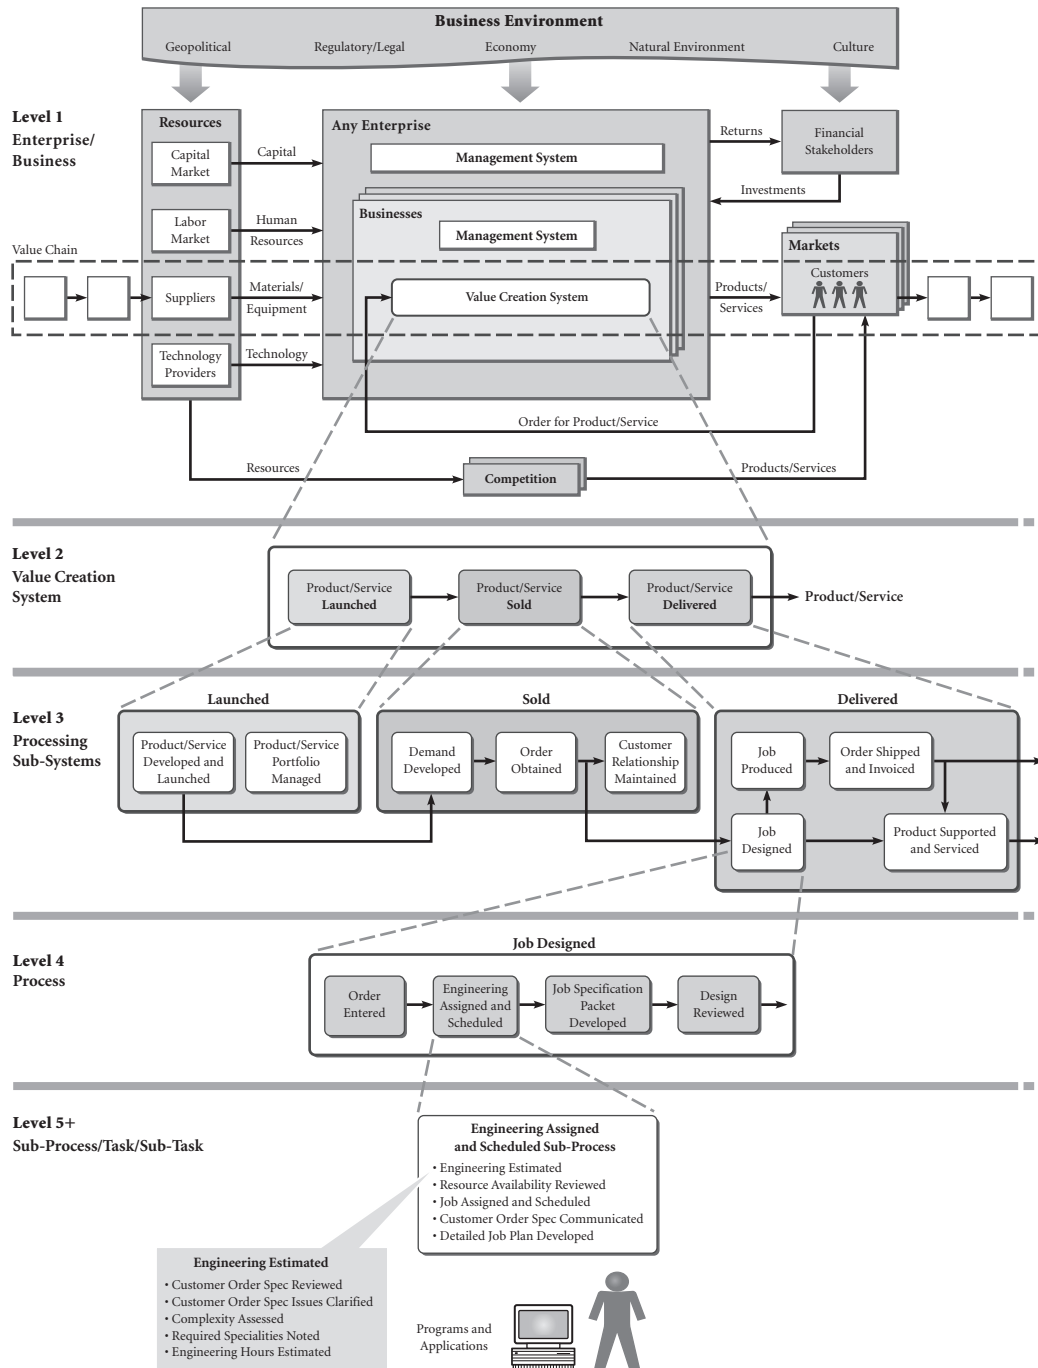 Business Environment
Geopolitical
Regulatory/Legal
Economy
Natural Environment
Culture
Level 1
Enterprise/
Business
Resources
Capital
Market
Capital
Labor
Market
Human
Resources
Value Chain
Suppliers
Materials/
Equipment
Technology
Providers
Technology
Any Enterprise
Management System
Businesses
Management System
Value Creation System
Returns
Financial
Stakeholders
Investments
Markets
Customers
Products/
Services
Order for Product/Service
Resources
Competition
Products/Services
Level 2
Value Creation
System
Product/Service
Launched
Product/Service
Sold
Product/Service
Delivered
Product/Service
Level 3
Processing
Sub-Systems
Launched
Product/Service
Developed and
Launched
Product/Service
Portfolio
Managed
Sold
Demand
Developed
Order
Obtained
Customer
Relationship
Maintained
Delivered
Job
Produced
Order Shipped
and Invoiced
Job
Designed
Product Supported
and Serviced
Level 4
Process
Job Designed
Order
Entered
Engineering
Assigned and
Scheduled
Job Specification
Packet
Developed
Design
Reviewed
Level 5+
Sub-Process/Task/Sub-Task
Engineering Assigned
and Scheduled Sub-Process
• Engineering Estimated
• Resource Availability Reviewed
• Job Assigned and Scheduled
• Customer Order Spec Communicated
• Detailed Job Plan Developed
Engineering Estimated
• Customer Order Spec Reviewed
• Customer Order Spec Issues Clarified
• Complexity Assessed
• Required Specialities Noted
• Engineering Hours Estimated
Programs and
Applications